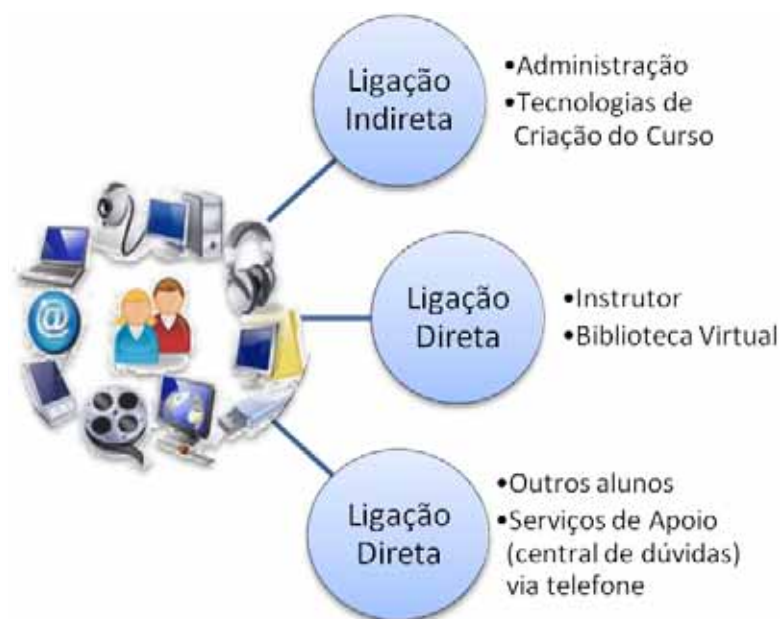 Ligação
Indireta
•Administração
•Tecnologias de
Criação do Curso
@
Ligação
Direta
•Instrutor
•Biblioteca Virtual
Ligação
Direta
•Outros alunos
•Serviços de Apoio
(central de dúvidas)
via telefone